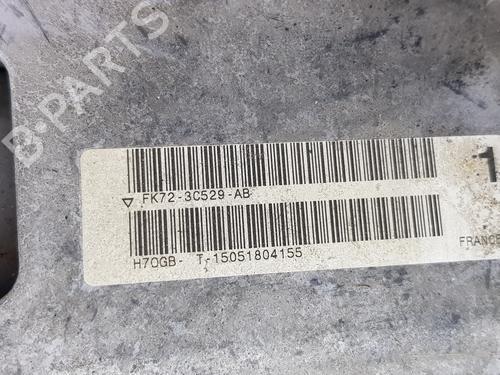 B-PARTS
1
▽ FK72-3C529-AB
H70GB- T-15051804155
FRANCE